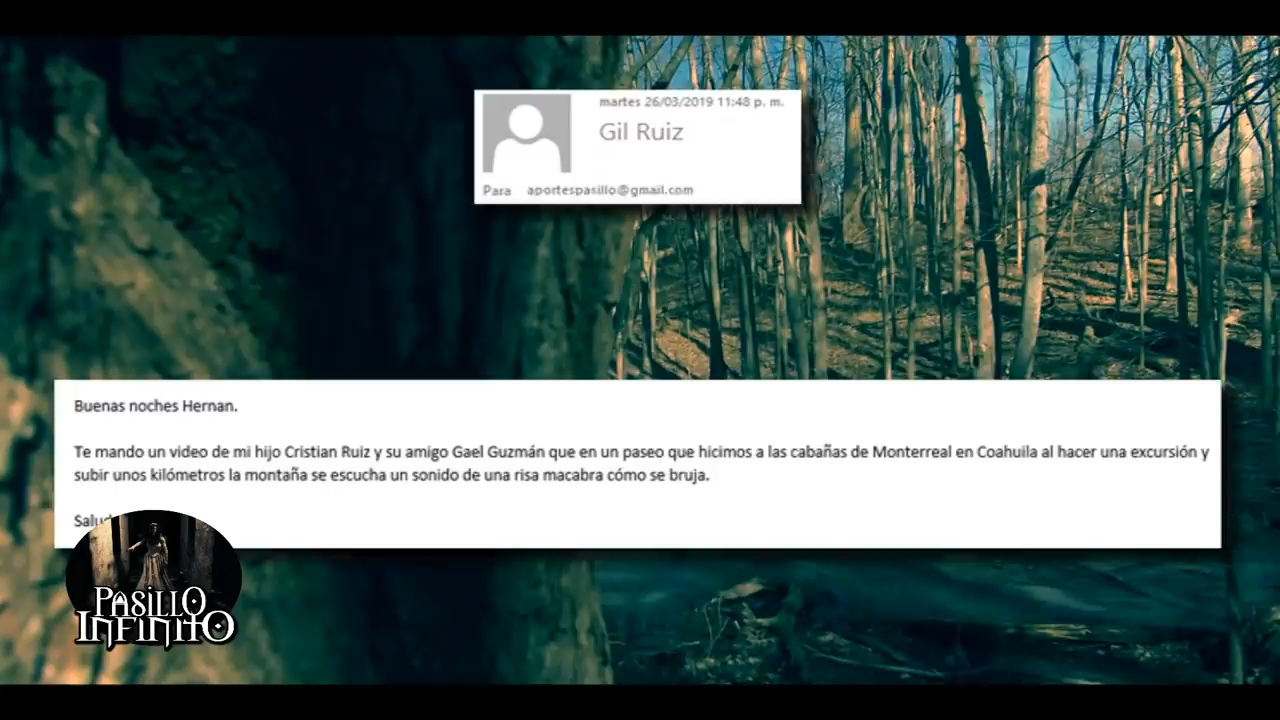 martes 26/03/2019 11:48 p. m.
Gil Ruiz
Para aportespasillo@gmail.com
Buenas noches Hernan.
Te mando un video de mi hijo Cristian Ruiz y su amigo Gael Guzmán que en un paseo que hicimos a las cabañas de Monterreal en Coahuila al hacer una excursión y
subir unos kilómetros la montaña se escucha un sonido de una risa macabra cómo se bruja.
PASILLO
INFINITO